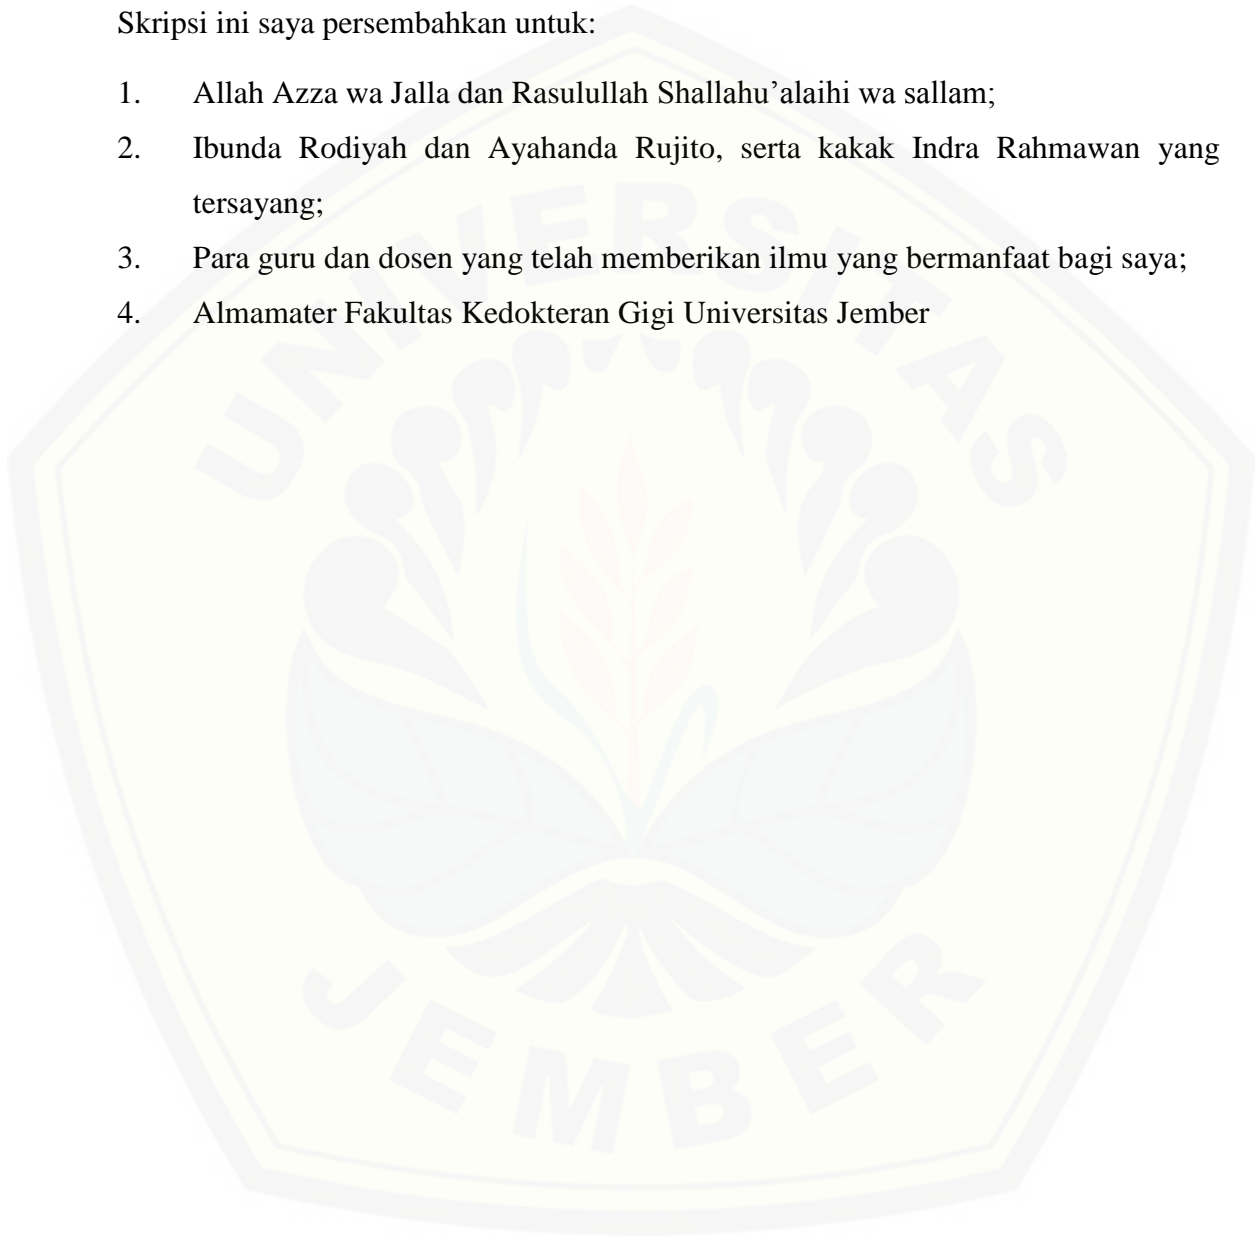 Skripsi ini saya persembahkan untuk:
1. Allah Azza wa Jalla dan Rasulullah Shallahu’alaihi wa sallam;
2. Ibunda Rodiyah dan Ayahanda Rujito, serta kakak Indra Rahmawan yang
tersayang;
3. Para guru dan dosen yang telah memberikan ilmu yang bermanfaat bagi saya;
4. Almamater Fakultas Kedokteran Gigi Universitas Jember
UNIVERSITAS
JEMBER